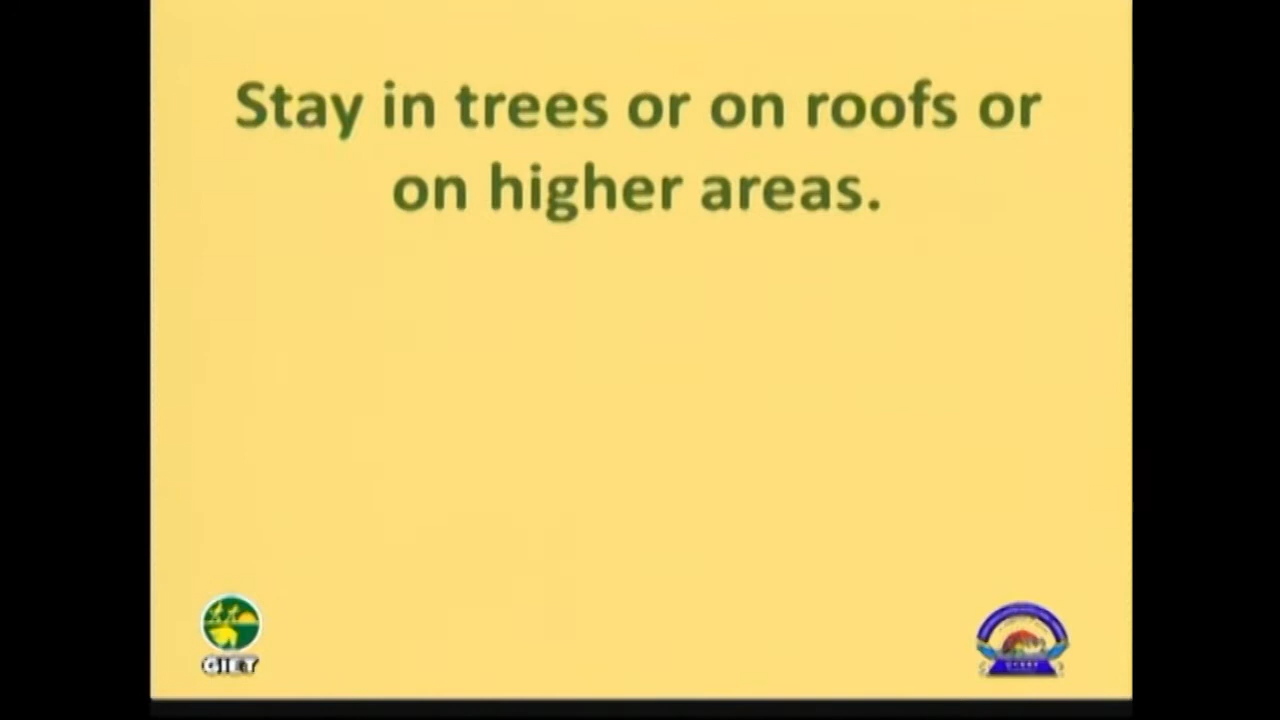 Stay in trees or on roofs or
on higher areas.
GIET